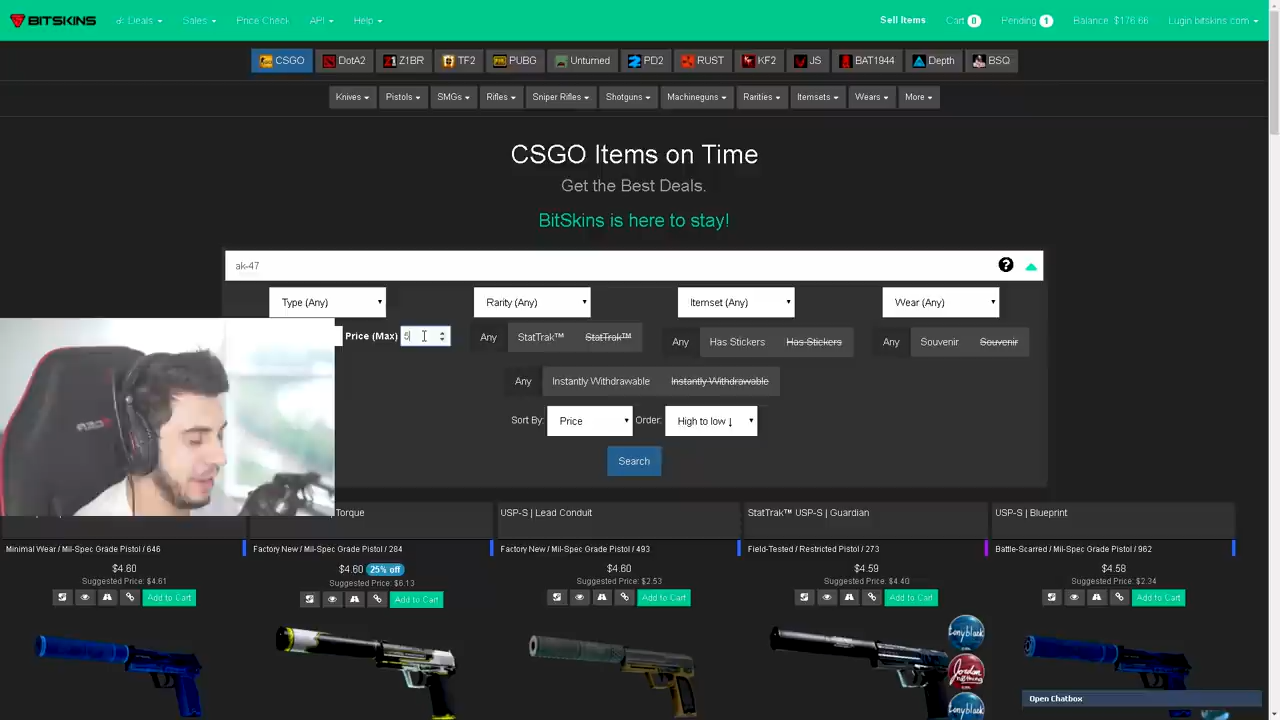 BITSKINS Deals Sales Price Check API Help Sell Items Cart 0 Pending 1 Balance: $176.66 Lugin bitskins.com
CSGO DotA2 Z1BR TF2 PUBG Unturned PD2 RUST KF2 JS BAT1944 Depth BSQ
Knives Pistols SMGs Rifles Sniper Rifles Shotguns Machineguns Rarities Itemsets Wears More
CSGO Items on Time
Get the Best Deals.
BitSkins is here to stay!
ak-47 ?
Type (Any) Rarity (Any) Itemset (Any) Wear (Any)
Price (Max) 5 Any StatTrak™ StatTrak™ Any Has Stickers Has Stickers Any Souvenir Souvenir
Any Instantly Withdrawable Instantly Withdrawable
Sort By: Price Order: High to low ↓
Search
Torque USP-S | Lead Conduit StatTrak™ USP-S | Guardian USP-S | Blueprint
Minimal Wear / Mil-Spec Grade Pistol / 646 Factory New / Mil-Spec Grade Pistol / 284 Factory New / Mil-Spec Grade Pistol / 493 Field-Tested / Restricted Pistol / 273 Battle-Scarred / Mil-Spec Grade Pistol / 962
$4.60 $4.60 25% off $4.60 $4.59 $4.58
Suggested Price: $4.61 Suggested Price: $6.13 Suggested Price: $2.53 Suggested Price: $4.40 Suggested Price: $2.34
Add to Cart Add to Cart Add to Cart Add to Cart Add to Cart
tonyblack
Jordan
n0thing
tonyblack
Open Chatbox